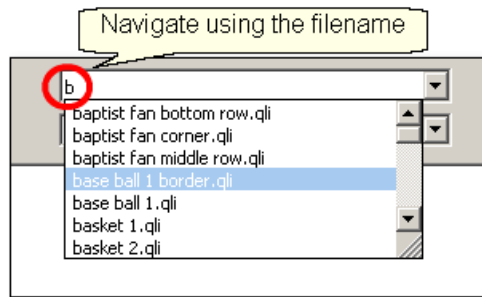 Navigate using the filename
b
baptist fan bottom row.qli
baptist fan corner.qli
baptist fan middle row.qli
base ball 1 border.qli
base ball 1.qli
basket 1.qli
basket 2.qli